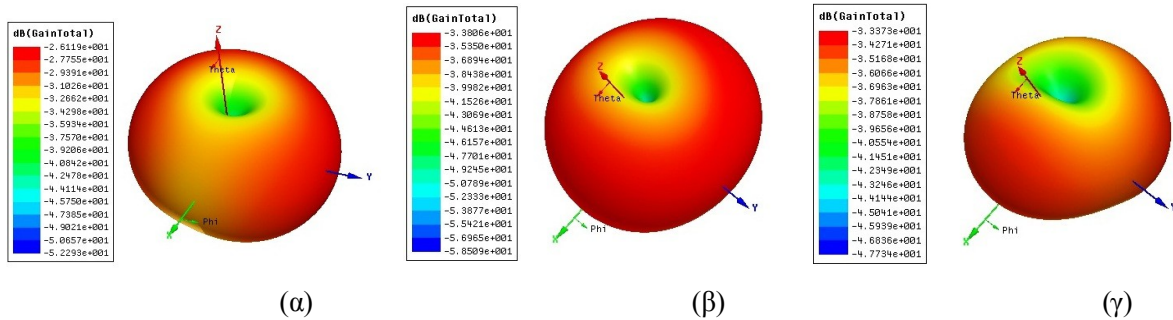 dB(GainTotal)
-2.6119e+001
-2.7755e+001
-2.9391e+001
-3.1026e+001
-3.2662e+001
-3.4298e+001
-3.5934e+001
-3.7570e+001
-3.9206e+001
-4.0842e+001
-4.2478e+001
-4.4114e+001
-4.5750e+001
-4.7385e+001
-4.9021e+001
-5.0657e+001
-5.2293e+001
Z
Theta
Y
Phi
X
(α)
dB(GainTotal)
-3.3806e+001
-3.5350e+001
-3.6894e+001
-3.8438e+001
-3.9982e+001
-4.1526e+001
-4.3069e+001
-4.4613e+001
-4.6157e+001
-4.7701e+001
-4.9245e+001
-5.0789e+001
-5.2333e+001
-5.3877e+001
-5.5421e+001
-5.6965e+001
-5.8509e+001
Z
Theta
Y
X
Phi
(β)
dB(GainTotal)
-3.3373e+001
-3.4271e+001
-3.5168e+001
-3.6066e+001
-3.6963e+001
-3.7861e+001
-3.8758e+001
-3.9656e+001
-4.0554e+001
-4.1451e+001
-4.2349e+001
-4.3246e+001
-4.4144e+001
-4.5041e+001
-4.5939e+001
-4.6836e+001
-4.7734e+001
Z
Theta
Y
X
Phi
(γ)